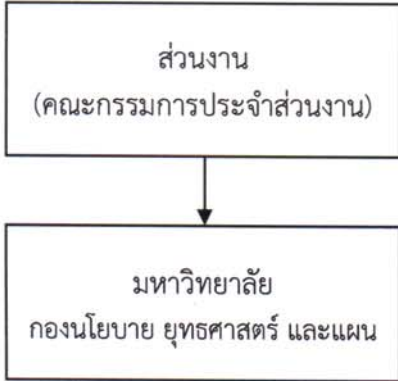 ส่วนงาน
(คณะกรรมการประจำส่วนงาน)
มหาวิทยาลัย
กองนโยบาย ยุทธศาสตร์ และแผน